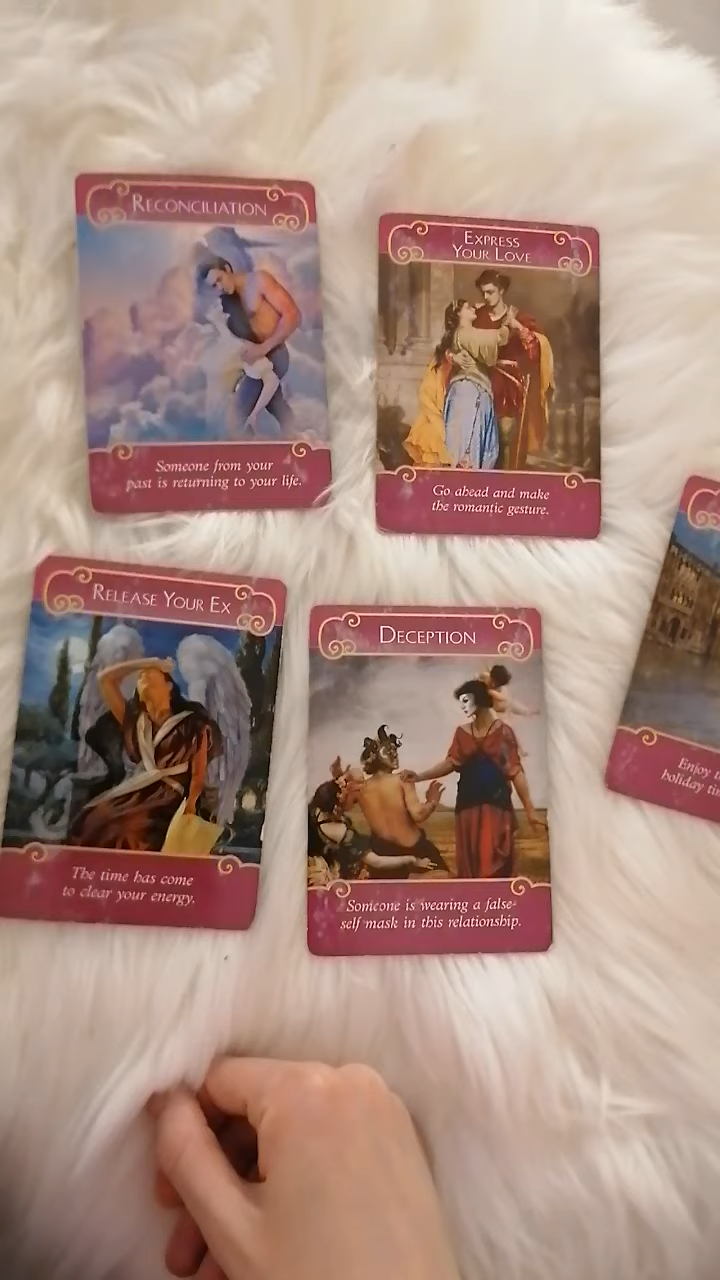 RECONCILIATION
Someone from your
past is returning to your life.
EXPRESS
YOUR LOVE
Go ahead and make
the romantic gesture.
RELEASE YOUR EX
The time has come
to clear your energy.
DECEPTION
Someone is wearing a false-
self mask in this relationship.
Enjoy
holiday